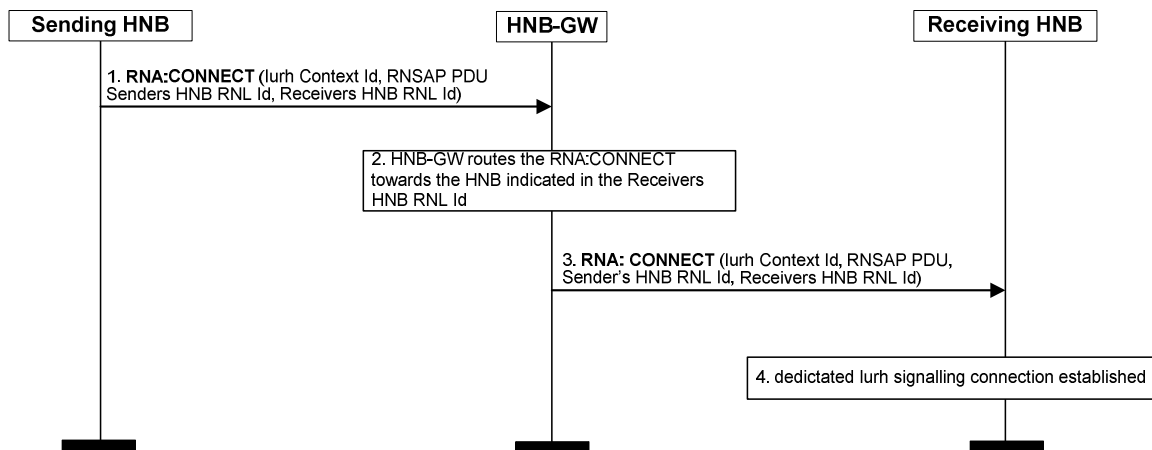 Sending HNB
HNB-GW
Receiving HNB
1. RNA:CONNECT (Iurh Context Id, RNSAP PDU
Senders HNB RNL Id, Receivers HNB RNL Id)
2. HNB-GW routes the RNA:CONNECT
towards the HNB indicated in the Receivers
HNB RNL Id
3. RNA: CONNECT (Iurh Context Id, RNSAP PDU,
Sender's HNB RNL Id, Receivers HNB RNL Id)
4. dedictated Iurh signalling connection established